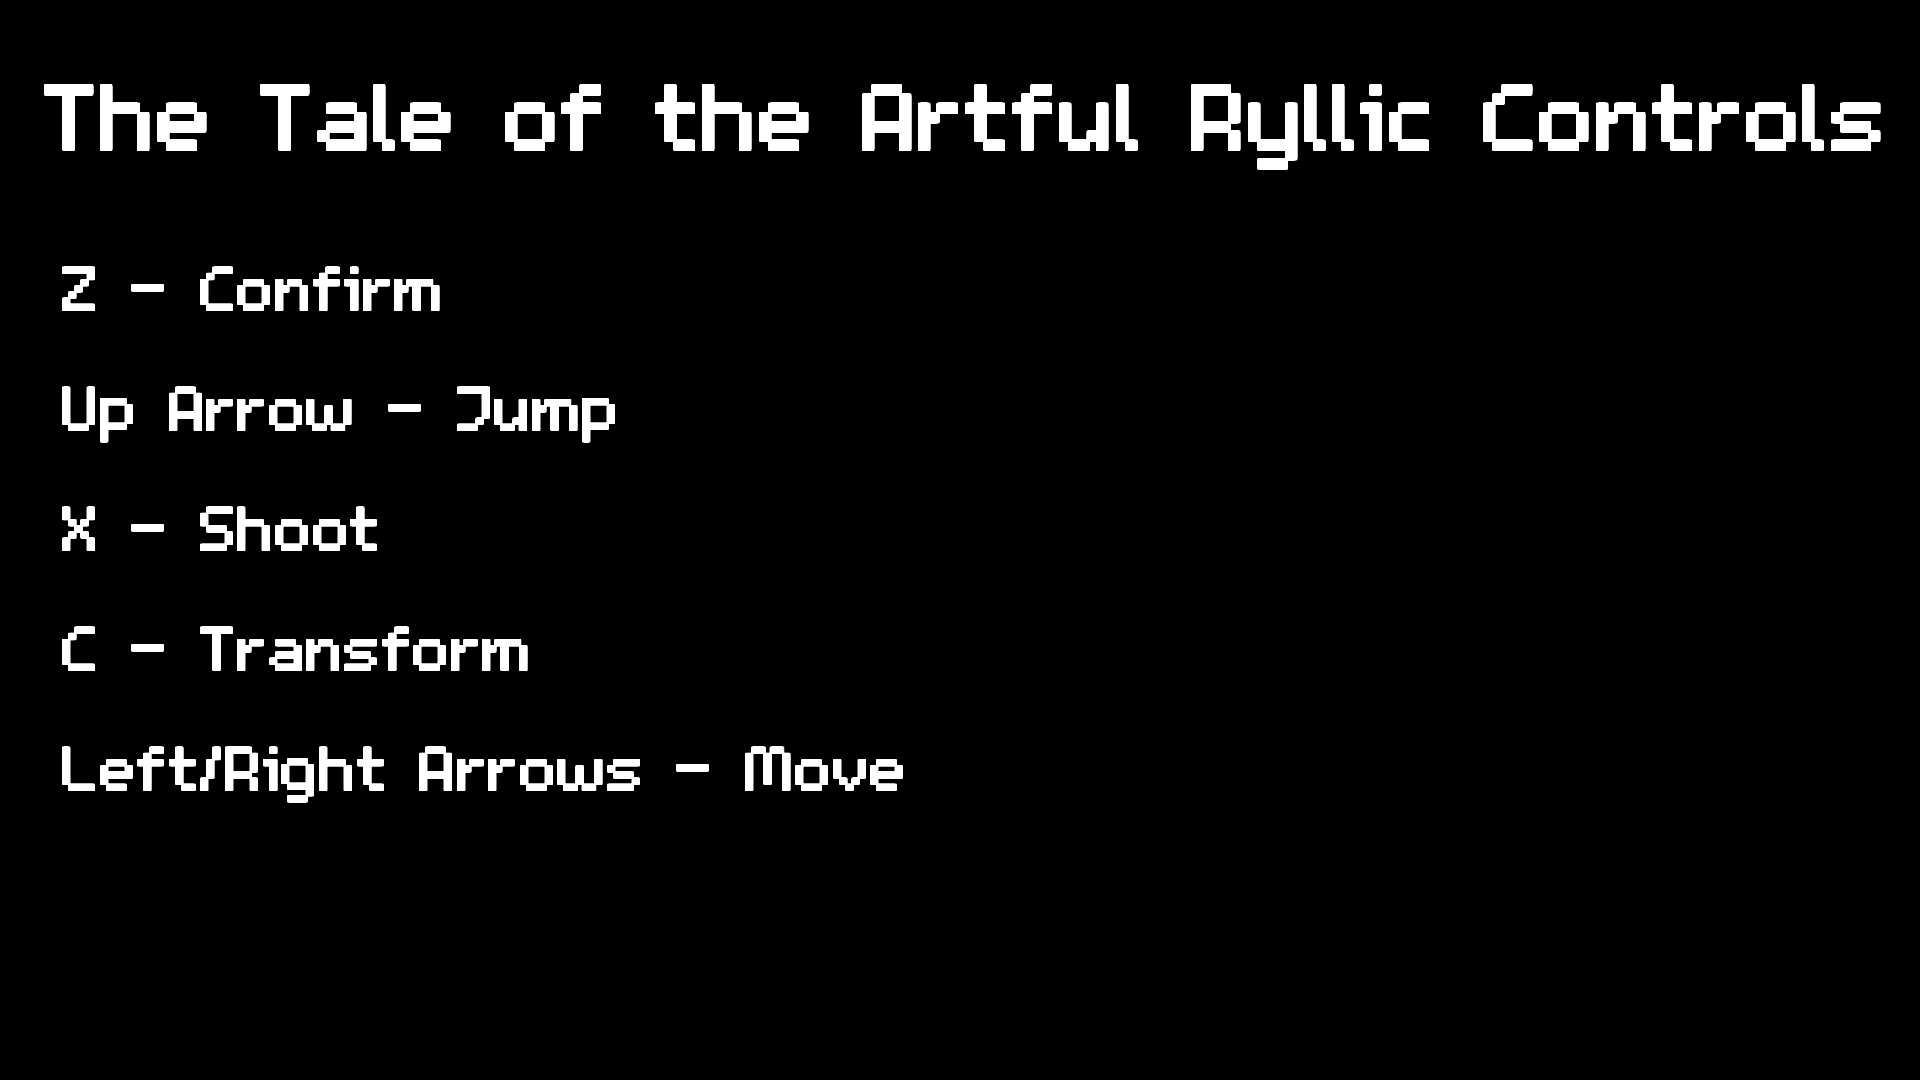 The Tale of the Artful Ryllic Controls
Z - Confirm
Up Arrow - Jump
X - Shoot
C - Transform
Left/Right Arrows - Move